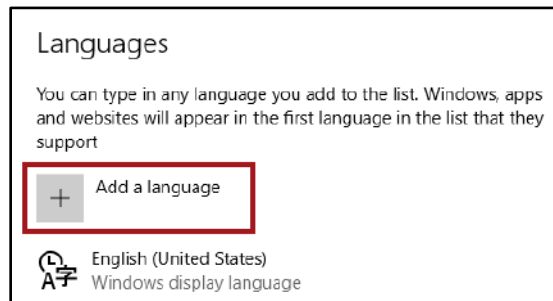 Languages
You can type in any language you add to the list. Windows, apps
and websites will appear in the first language in the list that they
support
Add a language
English (United States)
Windows display language